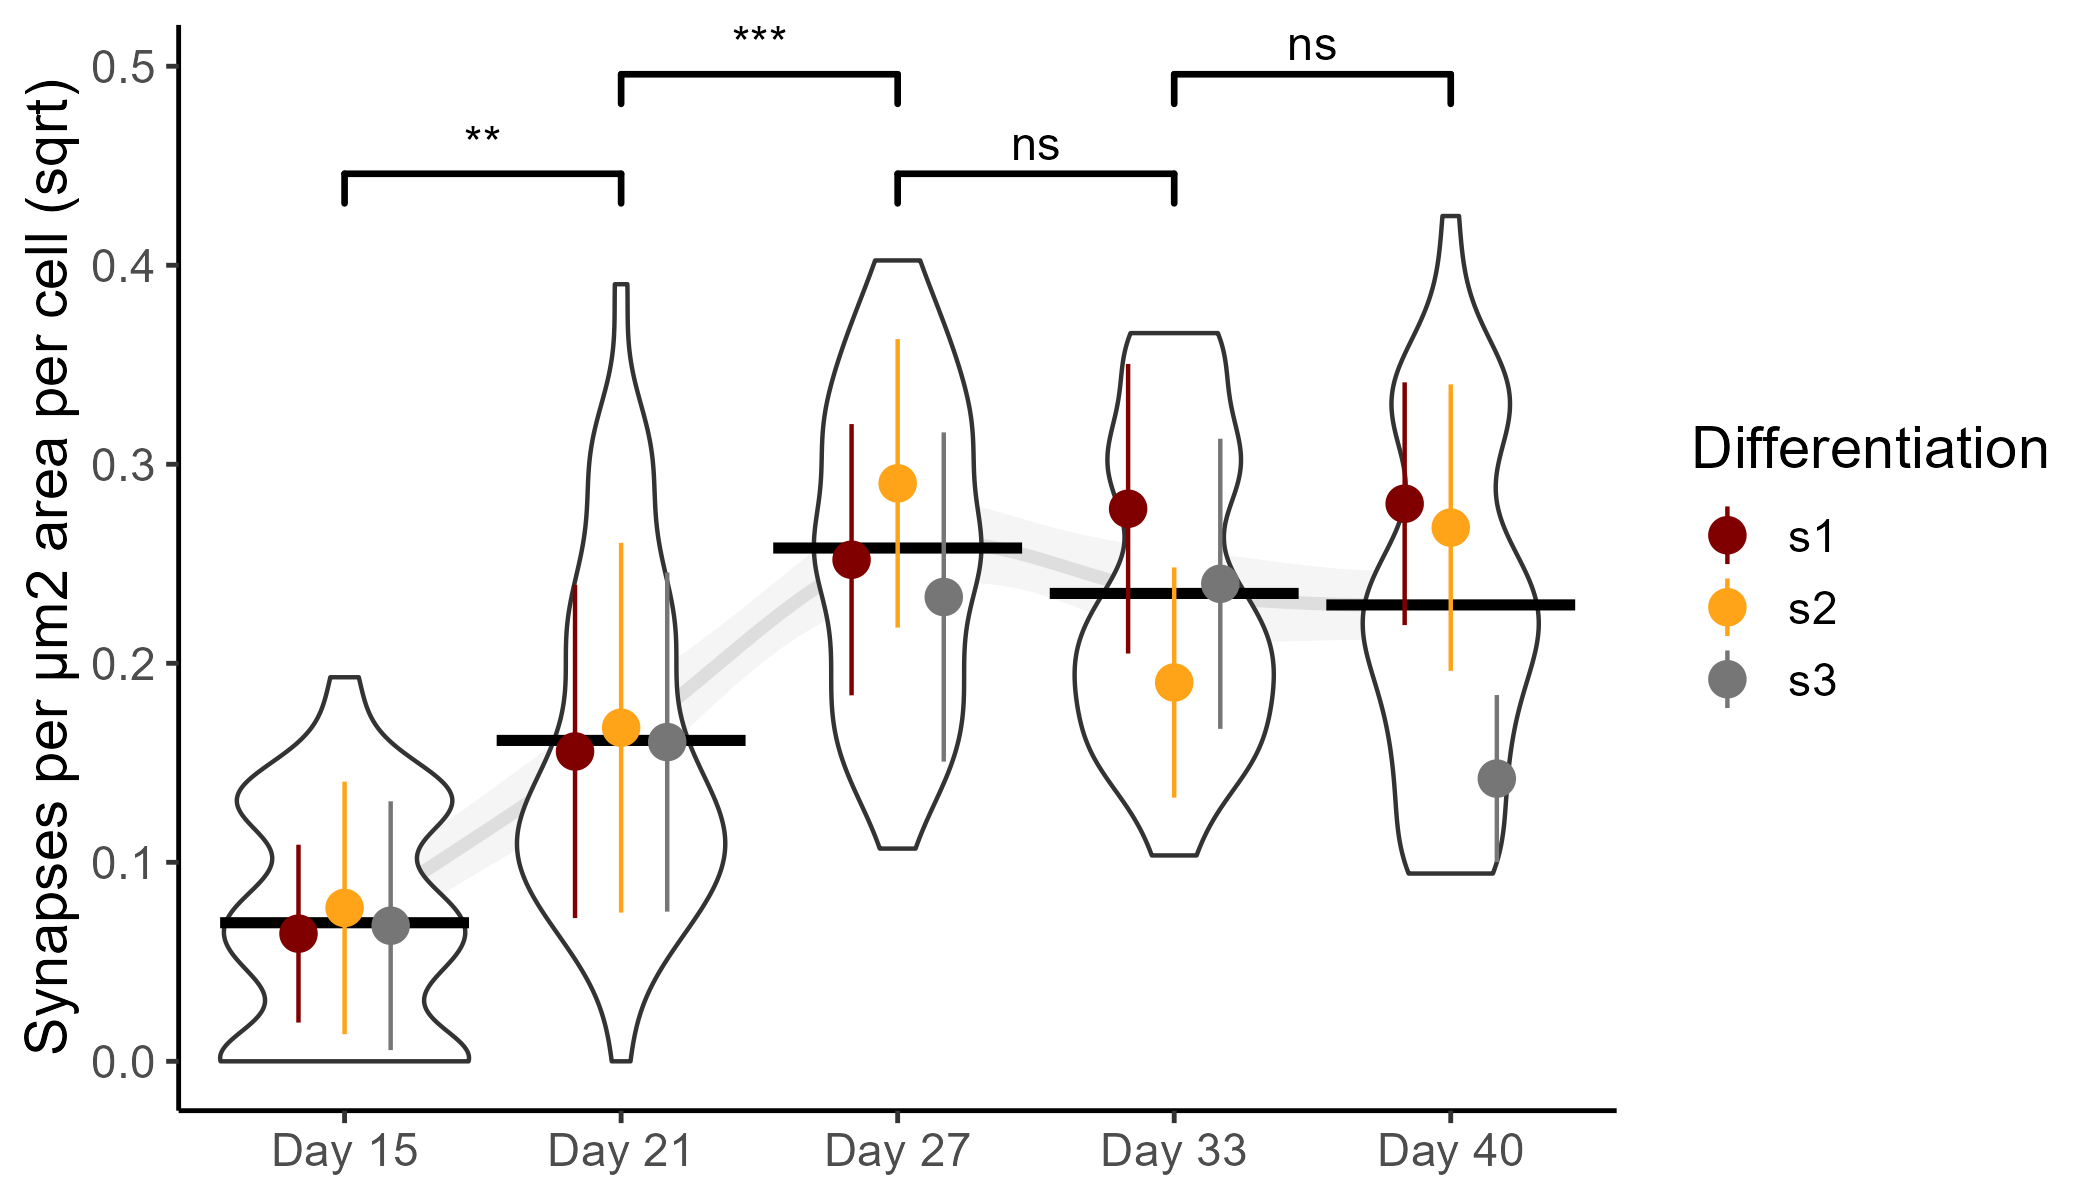 Synapses per µm2 area per cell (sqrt)
0.5
0.4
0.3
0.2
0.1
0.0
***
ns
**
ns
Day 15
Day 21
Day 27
Day 33
Day 40
Differentiation
s1
s2
s3